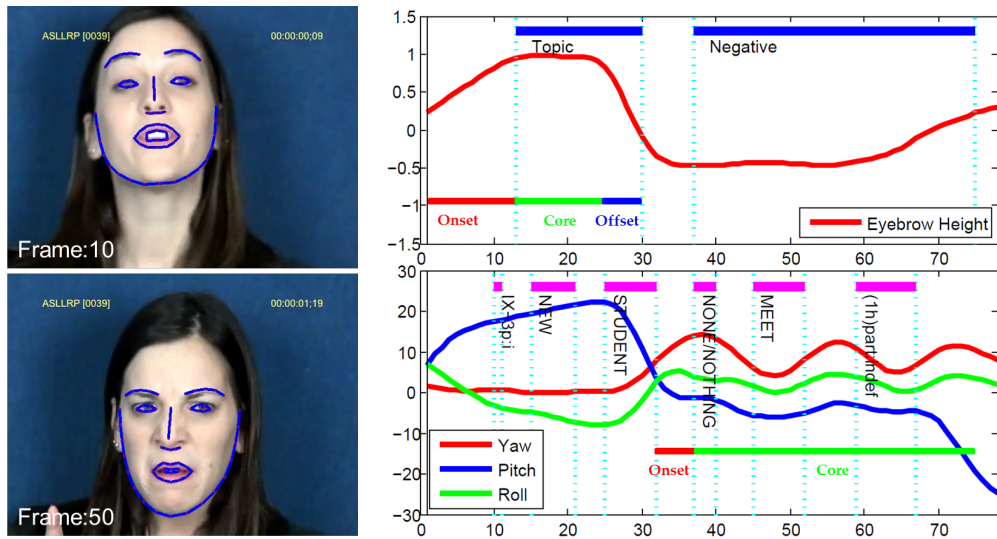 ASLLRP [0039] 00:00:00;09
Frame:10
ASLLRP [0039] 00:00:01;19
Frame:50
1.5
1
0.5
0
−0.5
−1
−1.5
Topic
Negative
Onset Core Offset
Eyebrow Height
0 10 20 30 40 50 60 70
30
20
10
0
−10
−20
−30
IX-3p:i
NEW
STUDENT
NONE/NOTHING
MEET
(1h)part:indef
Yaw
Pitch
Roll
Onset Core
0 10 20 30 40 50 60 70